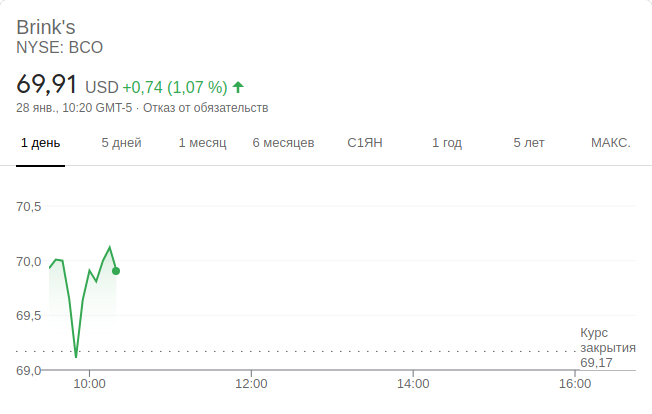 Brink's
NYSE: BCO
69,91 USD +0,74 (1,07 %)
28 янв., 10:20 GMT-5 · Отказ от обязательств
1 день 5 дней 1 месяц 6 месяцев С1ЯН 1 год 5 лет МАКС.
70,5
70,0
69,5
69,0
Курс
закрытия
69,17
10:00 12:00 14:00 16:00